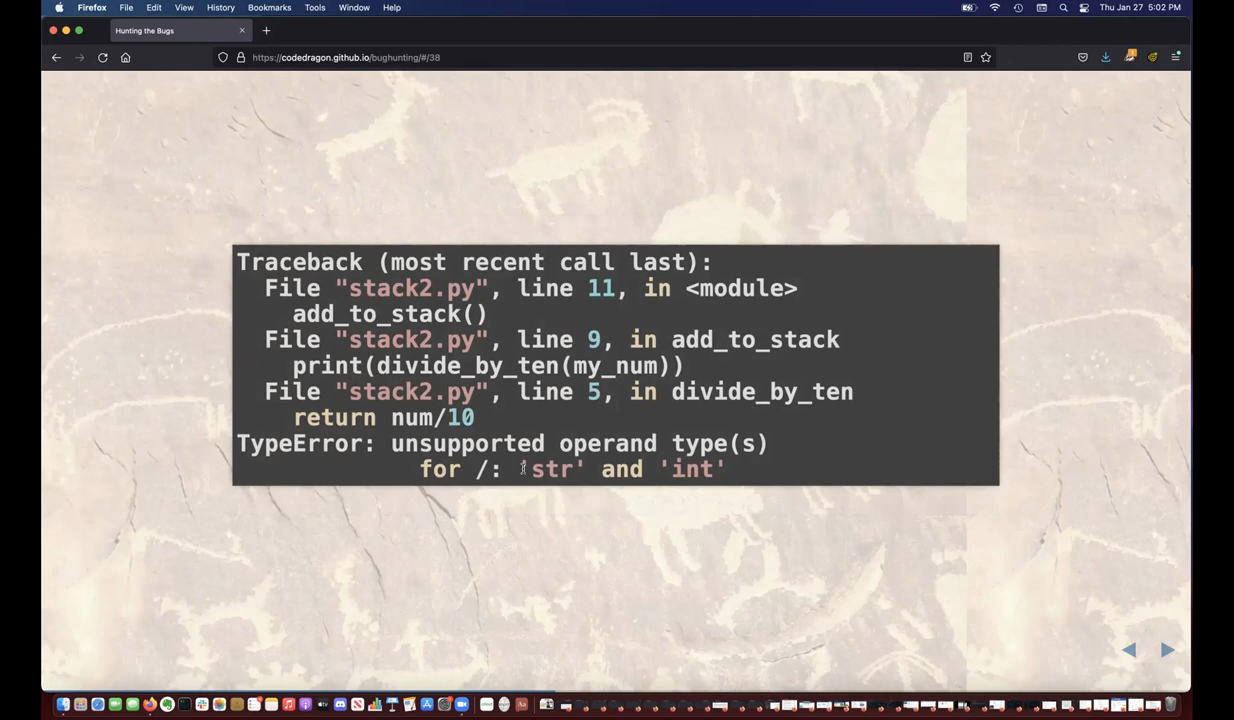 Firefox File Edit View History Bookmarks Tools Window Help Thu Jan 27 5:02 PM
Hunting the Bugs
https://codedragon.github.io/bughunting/#/38
Traceback (most recent call last):
File "stack2.py", line 11, in <module>
add_to_stack()
File "stack2.py", line 9, in add_to_stack
print(divide_by_ten(my_num))
File "stack2.py", line 5, in divide_by_ten
return num/10
TypeError: unsupported operand type(s)
for /: 'str' and 'int'